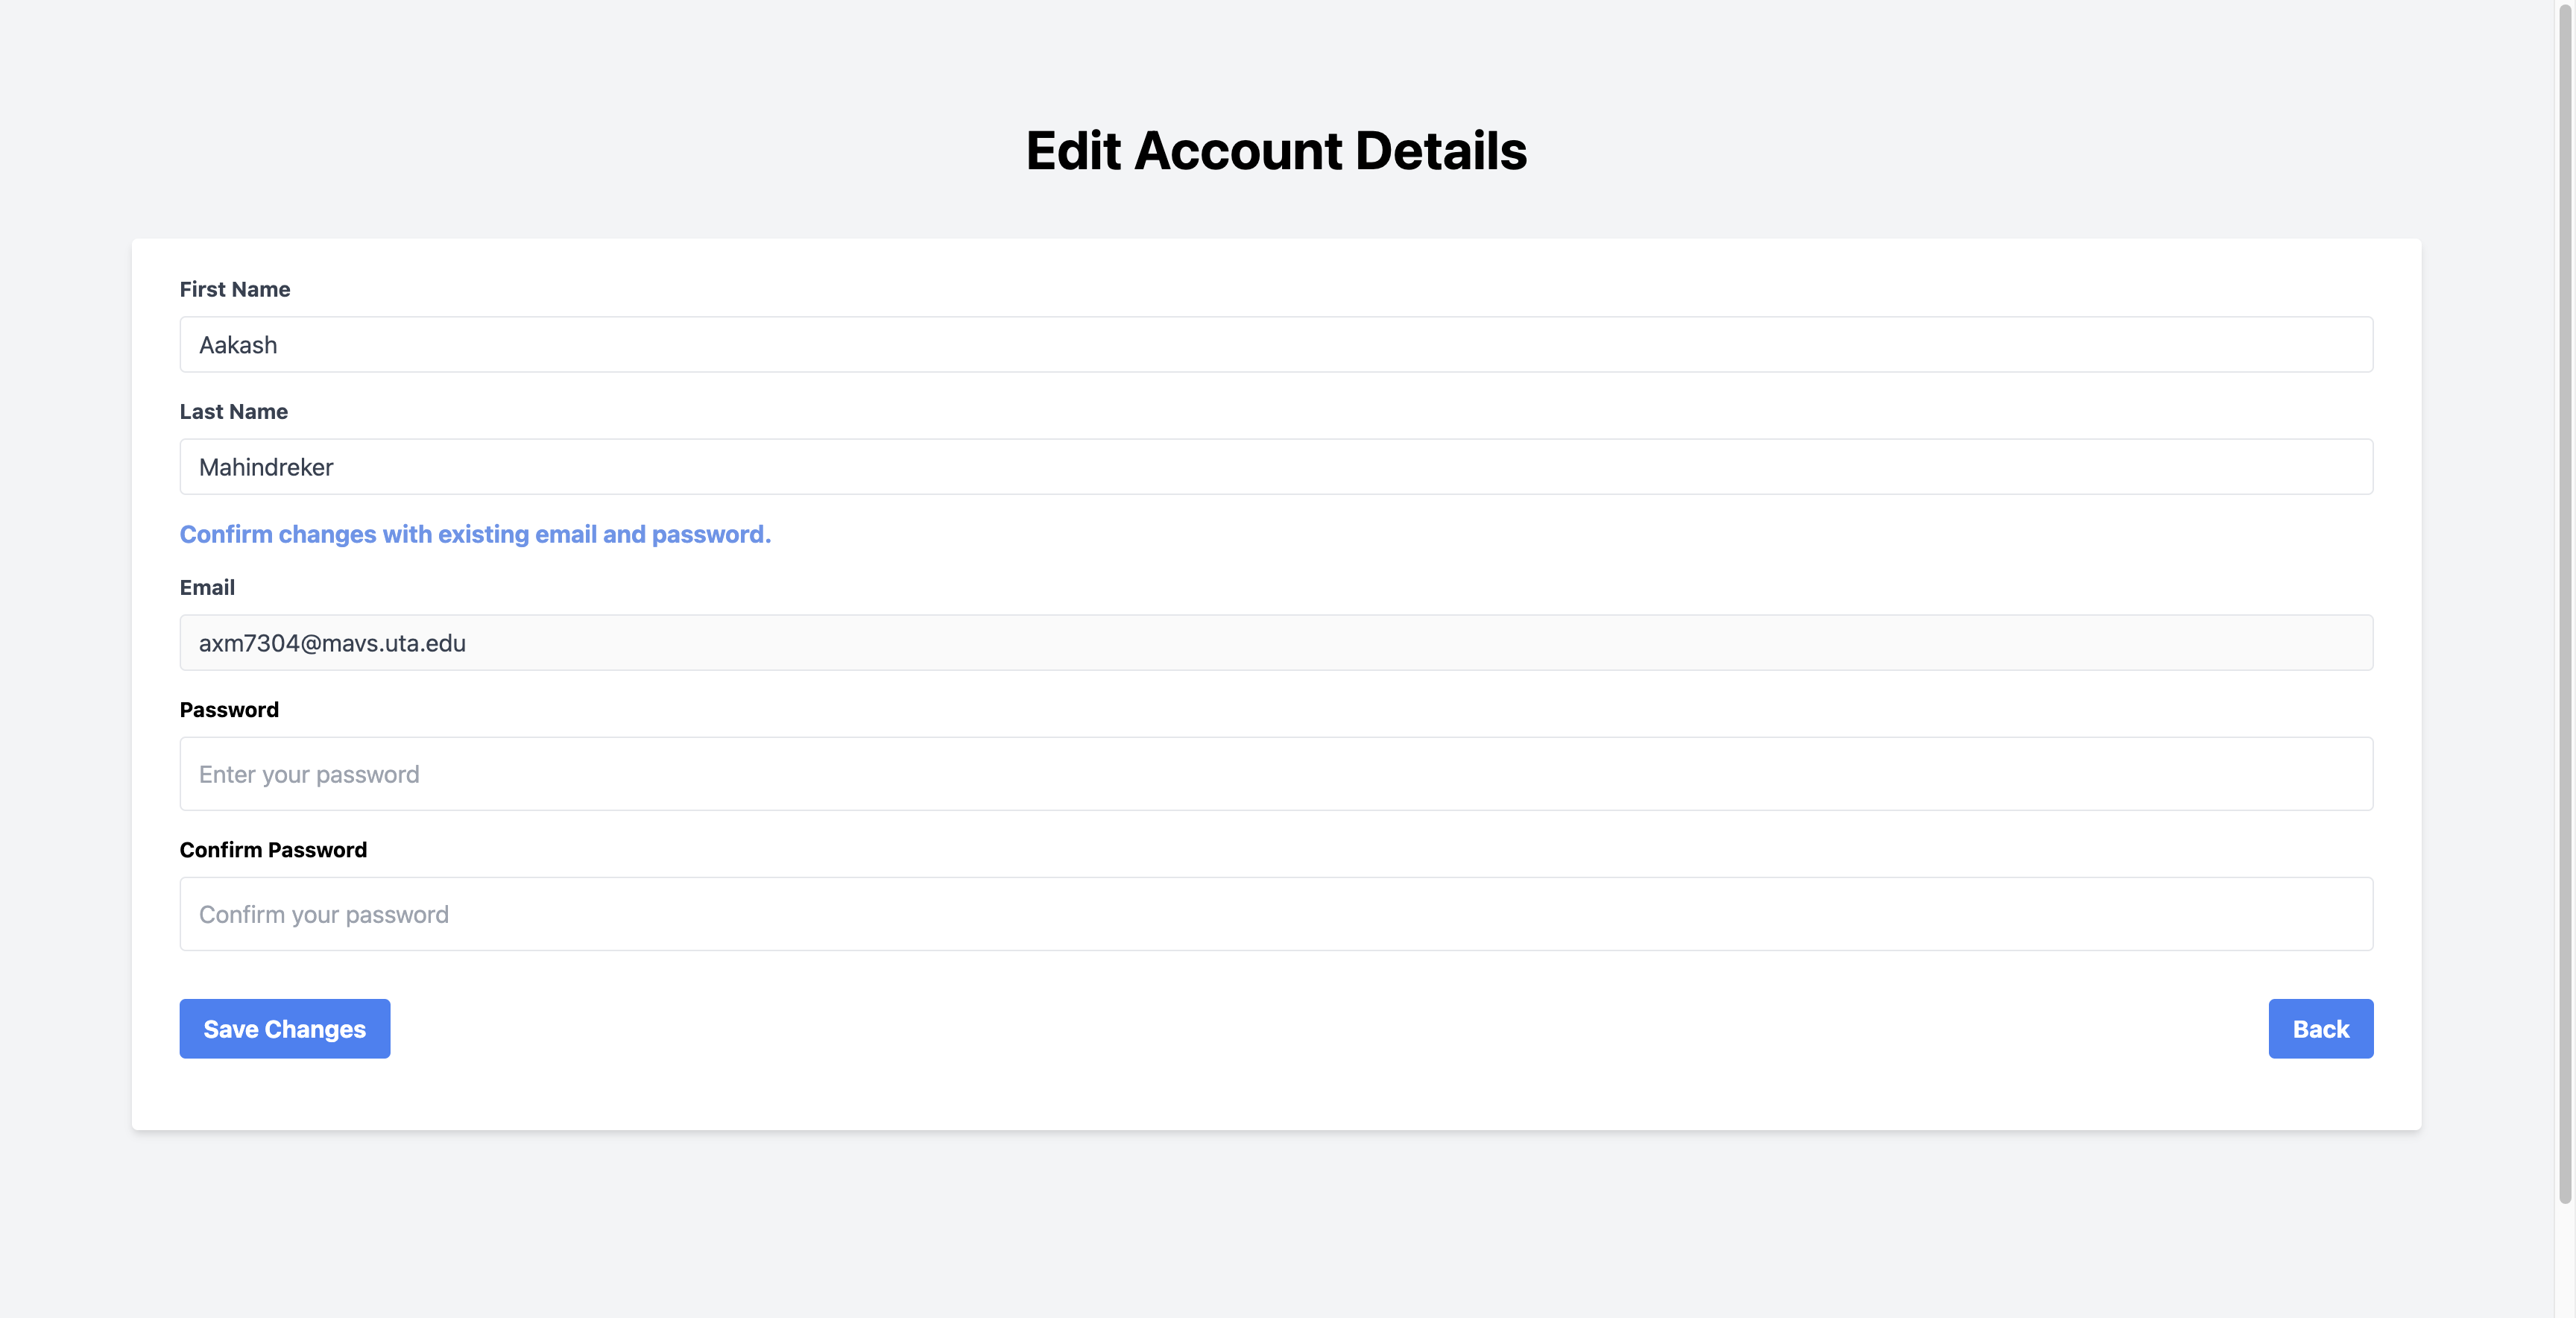 Edit Account Details
First Name
Aakash
Last Name
Mahindreker
Confirm changes with existing email and password.
Email
axm7304@mavs.uta.edu
Password
Enter your password
Confirm Password
Confirm your password
Save Changes
Back